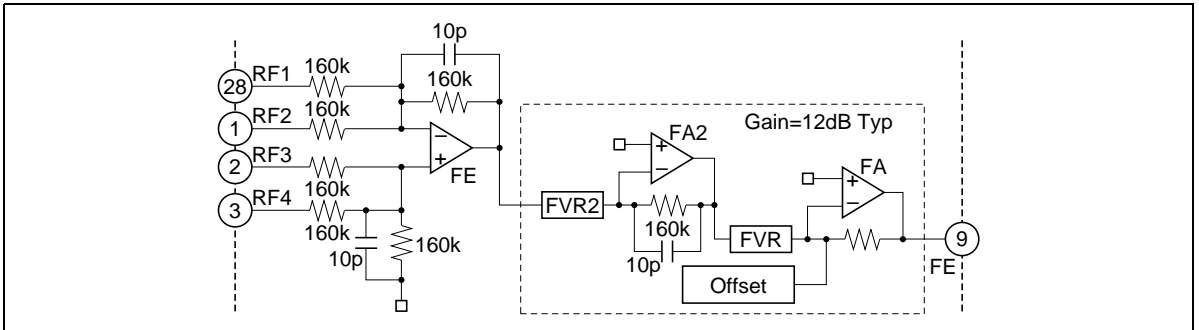 10p
160k
28
RF1
160k
1
RF2
160k
2
RF3
160k
3
RF4
160k
10p
160k
−
+
FE
Gain=12dB Typ
FVR2
+
−
FA2
160k
10p
FVR
+
−
FA
Offset
9
FE